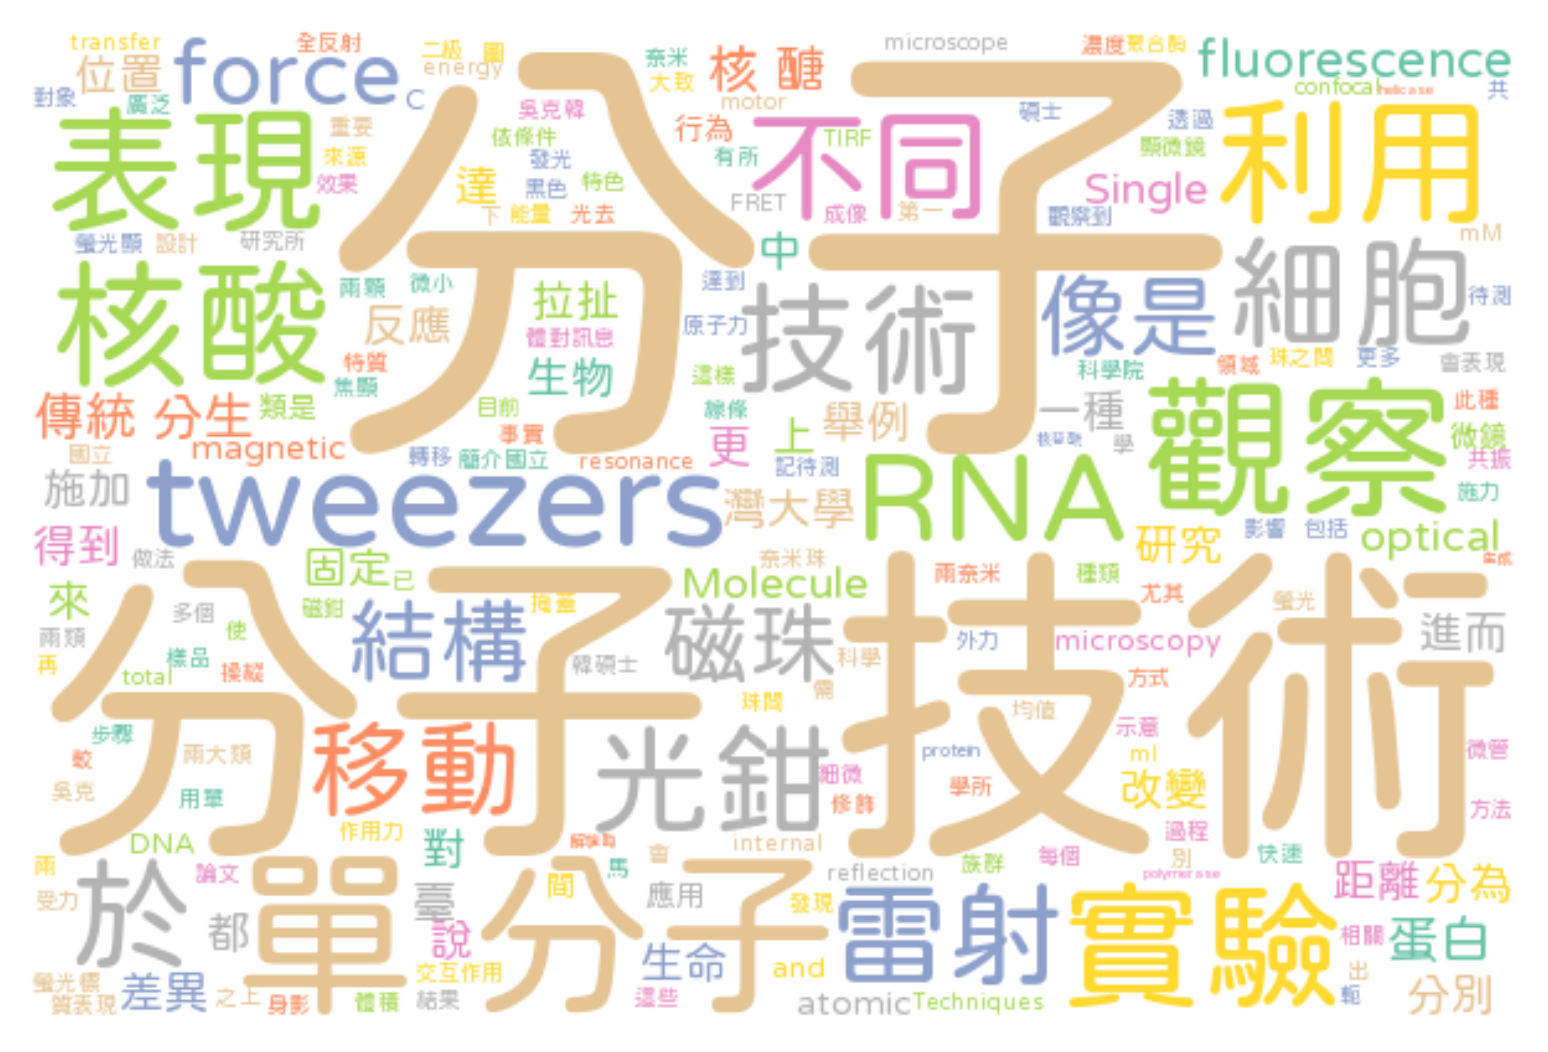 transfer
全反射
二級
圖
奈米
microscope
濃度
聚合酶
fluorescence
位置
force
energy
大致
核 醣
confocal
helicase
共
對象
廣泛
C
吳克韓
motor
碩士
透過
表現
重要
依條件
行為
不同
TIRF
顯微鏡
利用
來源
發光
有所
分子
效果
達
黑色
特色
FRET
Single
下
能量
光去
成像
第一
觀察到
螢光顯
設計
研究所
中
mM
核酸
兩顆
微小
拉扯
達到
技術
像是
細胞
待測
反應
體對訊息
原子力
特質
焦顯
生物
這樣
科學院
領域
珠之間
更多
會表現
傳統
分生
類是
目前
線條
舉例
一種
觀察
此種
magnetic
事實
更
上
學
微鏡
國立
轉移
簡介國立
resonance
記待測
共振
施加
tweezers
灣大學
RNA
施力
得到
做法
固定
已
奈米珠
研究
影響
包括
optical
來
多個
磁鉗
掩蓋
Molecule
兩奈米
種類
尤其
螢光
生成
兩類
使
結構
磁珠
外力
microscopy
進而
再
樣品
total
操縱
韓碩士
科學
方式
分子技術
需
珠間
均值
步驟
較
兩大類
移動
光鉗
protein
示意
ml
微管
吳克
用單
細微
修飾
學所
改變
方法
DNA
作用力
對
解旋酶
internal
過程
兩
論文
會
馬
reflection
族群
每個
別
快速
受力
於
都
單分子
臺
間
應用
發現
polymerase
距離
分為
說
雷射
實驗
相關
蛋白
螢光標
差異
之上
交互作用
生命
and
出
質表現
身影
體積
結果
這些
atomic
Techniques
軛
分別